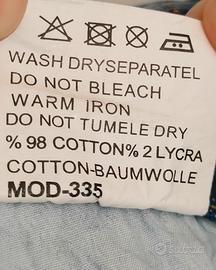 WASH DRYSEPARATEL
DO NOT BLEACH
WARM IRON
DO NOT TUMELE DRY
% 98 COTTON% 2 LYCRA
COTTON-BAUMWOLLE
MOD-335
subito